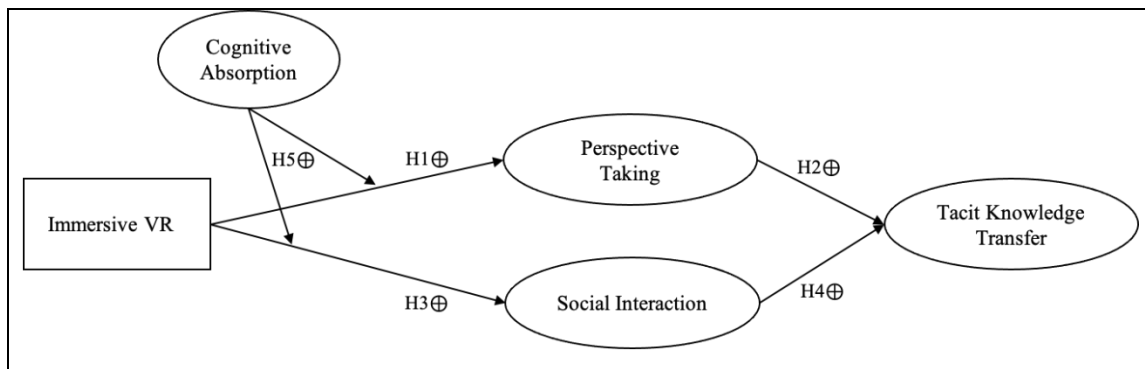 Cognitive
Absorption
H5⊕
H1⊕
Perspective
Taking
H2⊕
Immersive VR
Tacit Knowledge
Transfer
H3⊕
Social Interaction
H4⊕